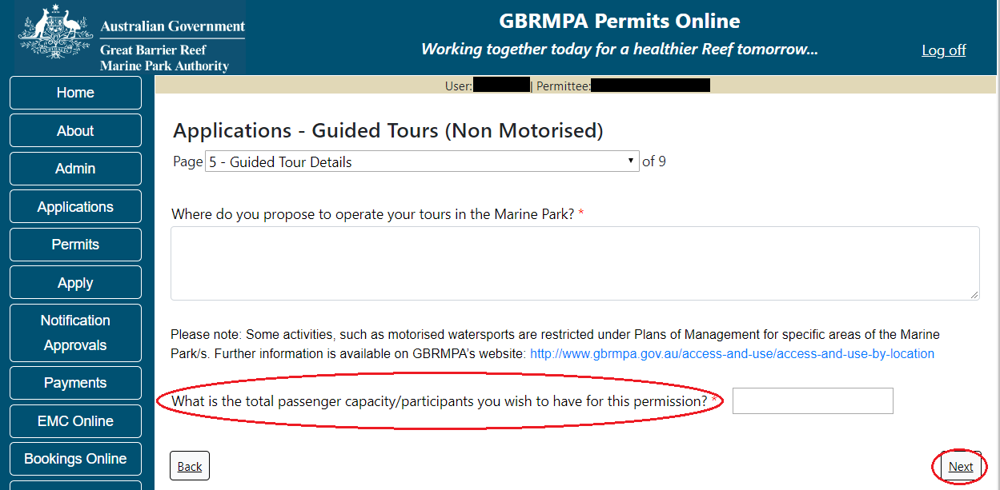 Australian Government
Great Barrier Reef
Marine Park Authority
GBRMPA Permits Online
Working together today for a healthier Reef tomorrow...
Log off
User: | Permittee:
Home
About
Admin
Applications
Permits
Apply
Notification
Approvals
Payments
EMC Online
Bookings Online
Applications - Guided Tours (Non Motorised)
Page 5 - Guided Tour Details of 9
Where do you propose to operate your tours in the Marine Park? *
Please note: Some activities, such as motorised watersports are restricted under Plans of Management for specific areas of the Marine
Park/s. Further information is available on GBRMPA's website: http://www.gbrmpa.gov.au/access-and-use/access-and-use-by-location
What is the total passenger capacity/participants you wish to have for this permission? *
Back
Next